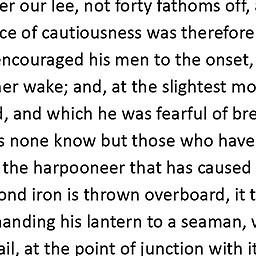 er our lee, not forty fathoms off,
ce of cautiousness was therefore
encouraged his men to the onset,
her wake; and, at the slightest mo
, and which he was fearful of bre
s none know but those who have
the harpooneer that has caused
ond iron is thrown overboard, it t
handing his lantern to a seaman,
ail, at the point of junction with it